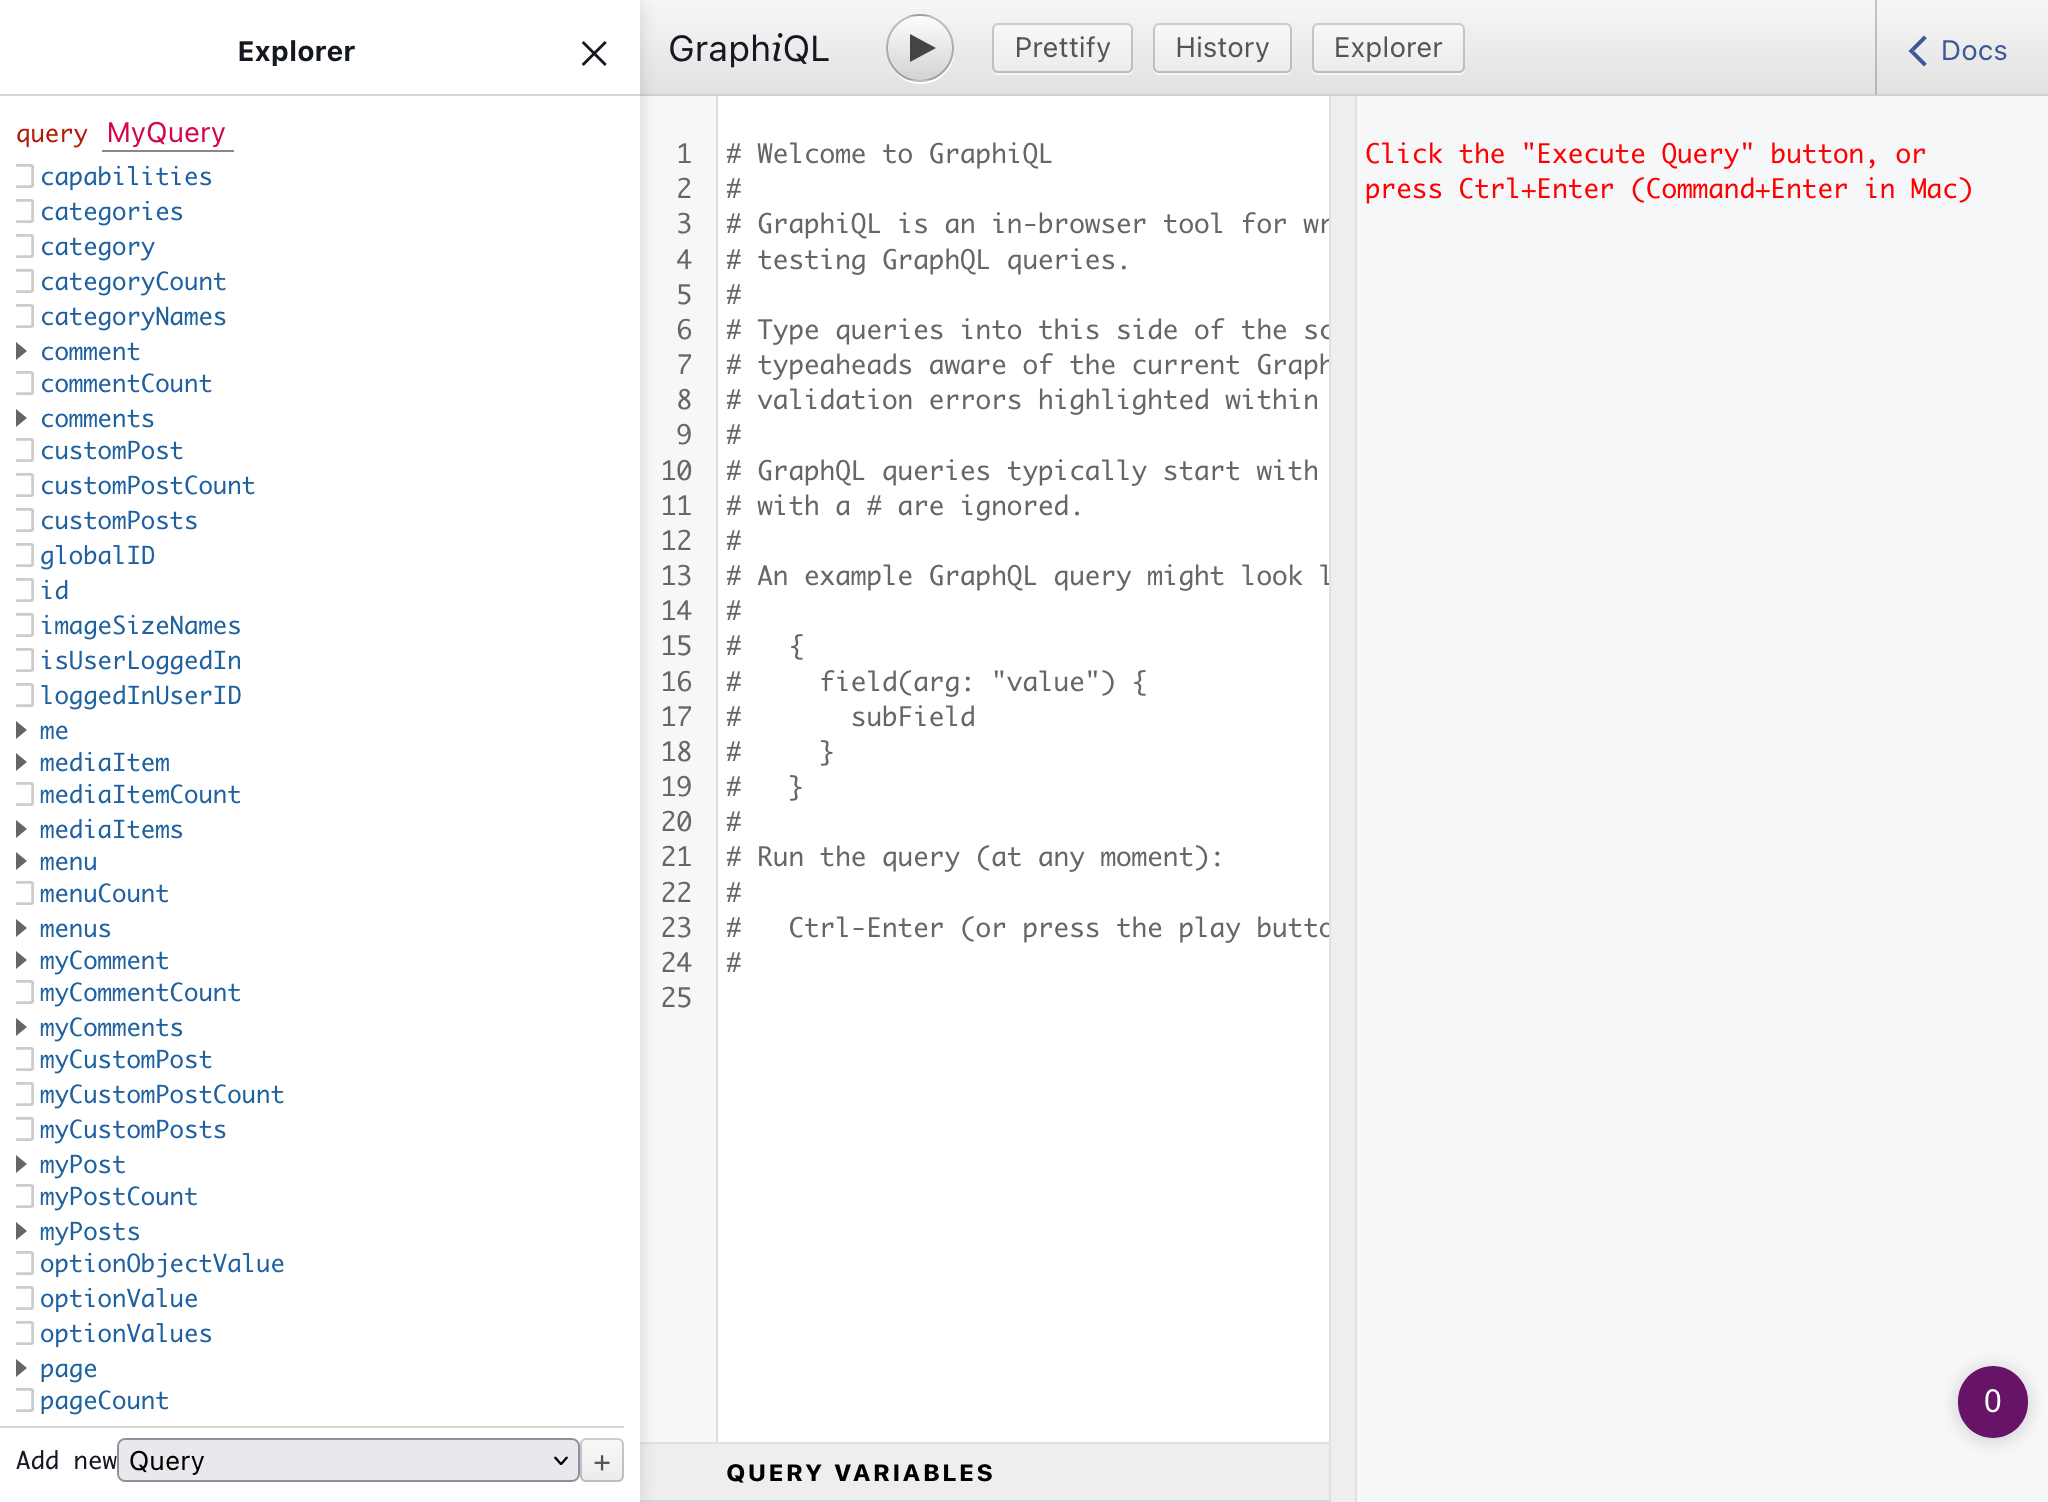 Explorer
query MyQuery
capabilities
categories
category
categoryCount
categoryNames
comment
commentCount
comments
customPost
customPostCount
customPosts
globalID
id
imageSizeNames
isUserLoggedIn
loggedInUserID
me
mediaItem
mediaItemCount
mediaItems
menu
menuCount
menus
myComment
myCommentCount
myComments
myCustomPost
myCustomPostCount
myCustomPosts
myPost
myPostCount
myPosts
optionObjectValue
optionValue
optionValues
page
pageCount
Add new Query +
GraphiQL Prettify History Explorer Docs
1 # Welcome to GraphiQL
2 #
3 # GraphiQL is an in-browser tool for wr
4 # testing GraphQL queries.
5 #
6 # Type queries into this side of the sc
7 # typeaheads aware of the current Graph
8 # validation errors highlighted within
9 #
10 # GraphQL queries typically start with
11 # with a # are ignored.
12 #
13 # An example GraphQL query might look l
14 #
15 #   {
16 #     field(arg: "value") {
17 #       subField
18 #     }
19 #   }
20 #
21 # Run the query (at any moment):
22 #
23 #   Ctrl-Enter (or press the play butto
24 #
25
QUERY VARIABLES
Click the "Execute Query" button, or
press Ctrl+Enter (Command+Enter in Mac)
0